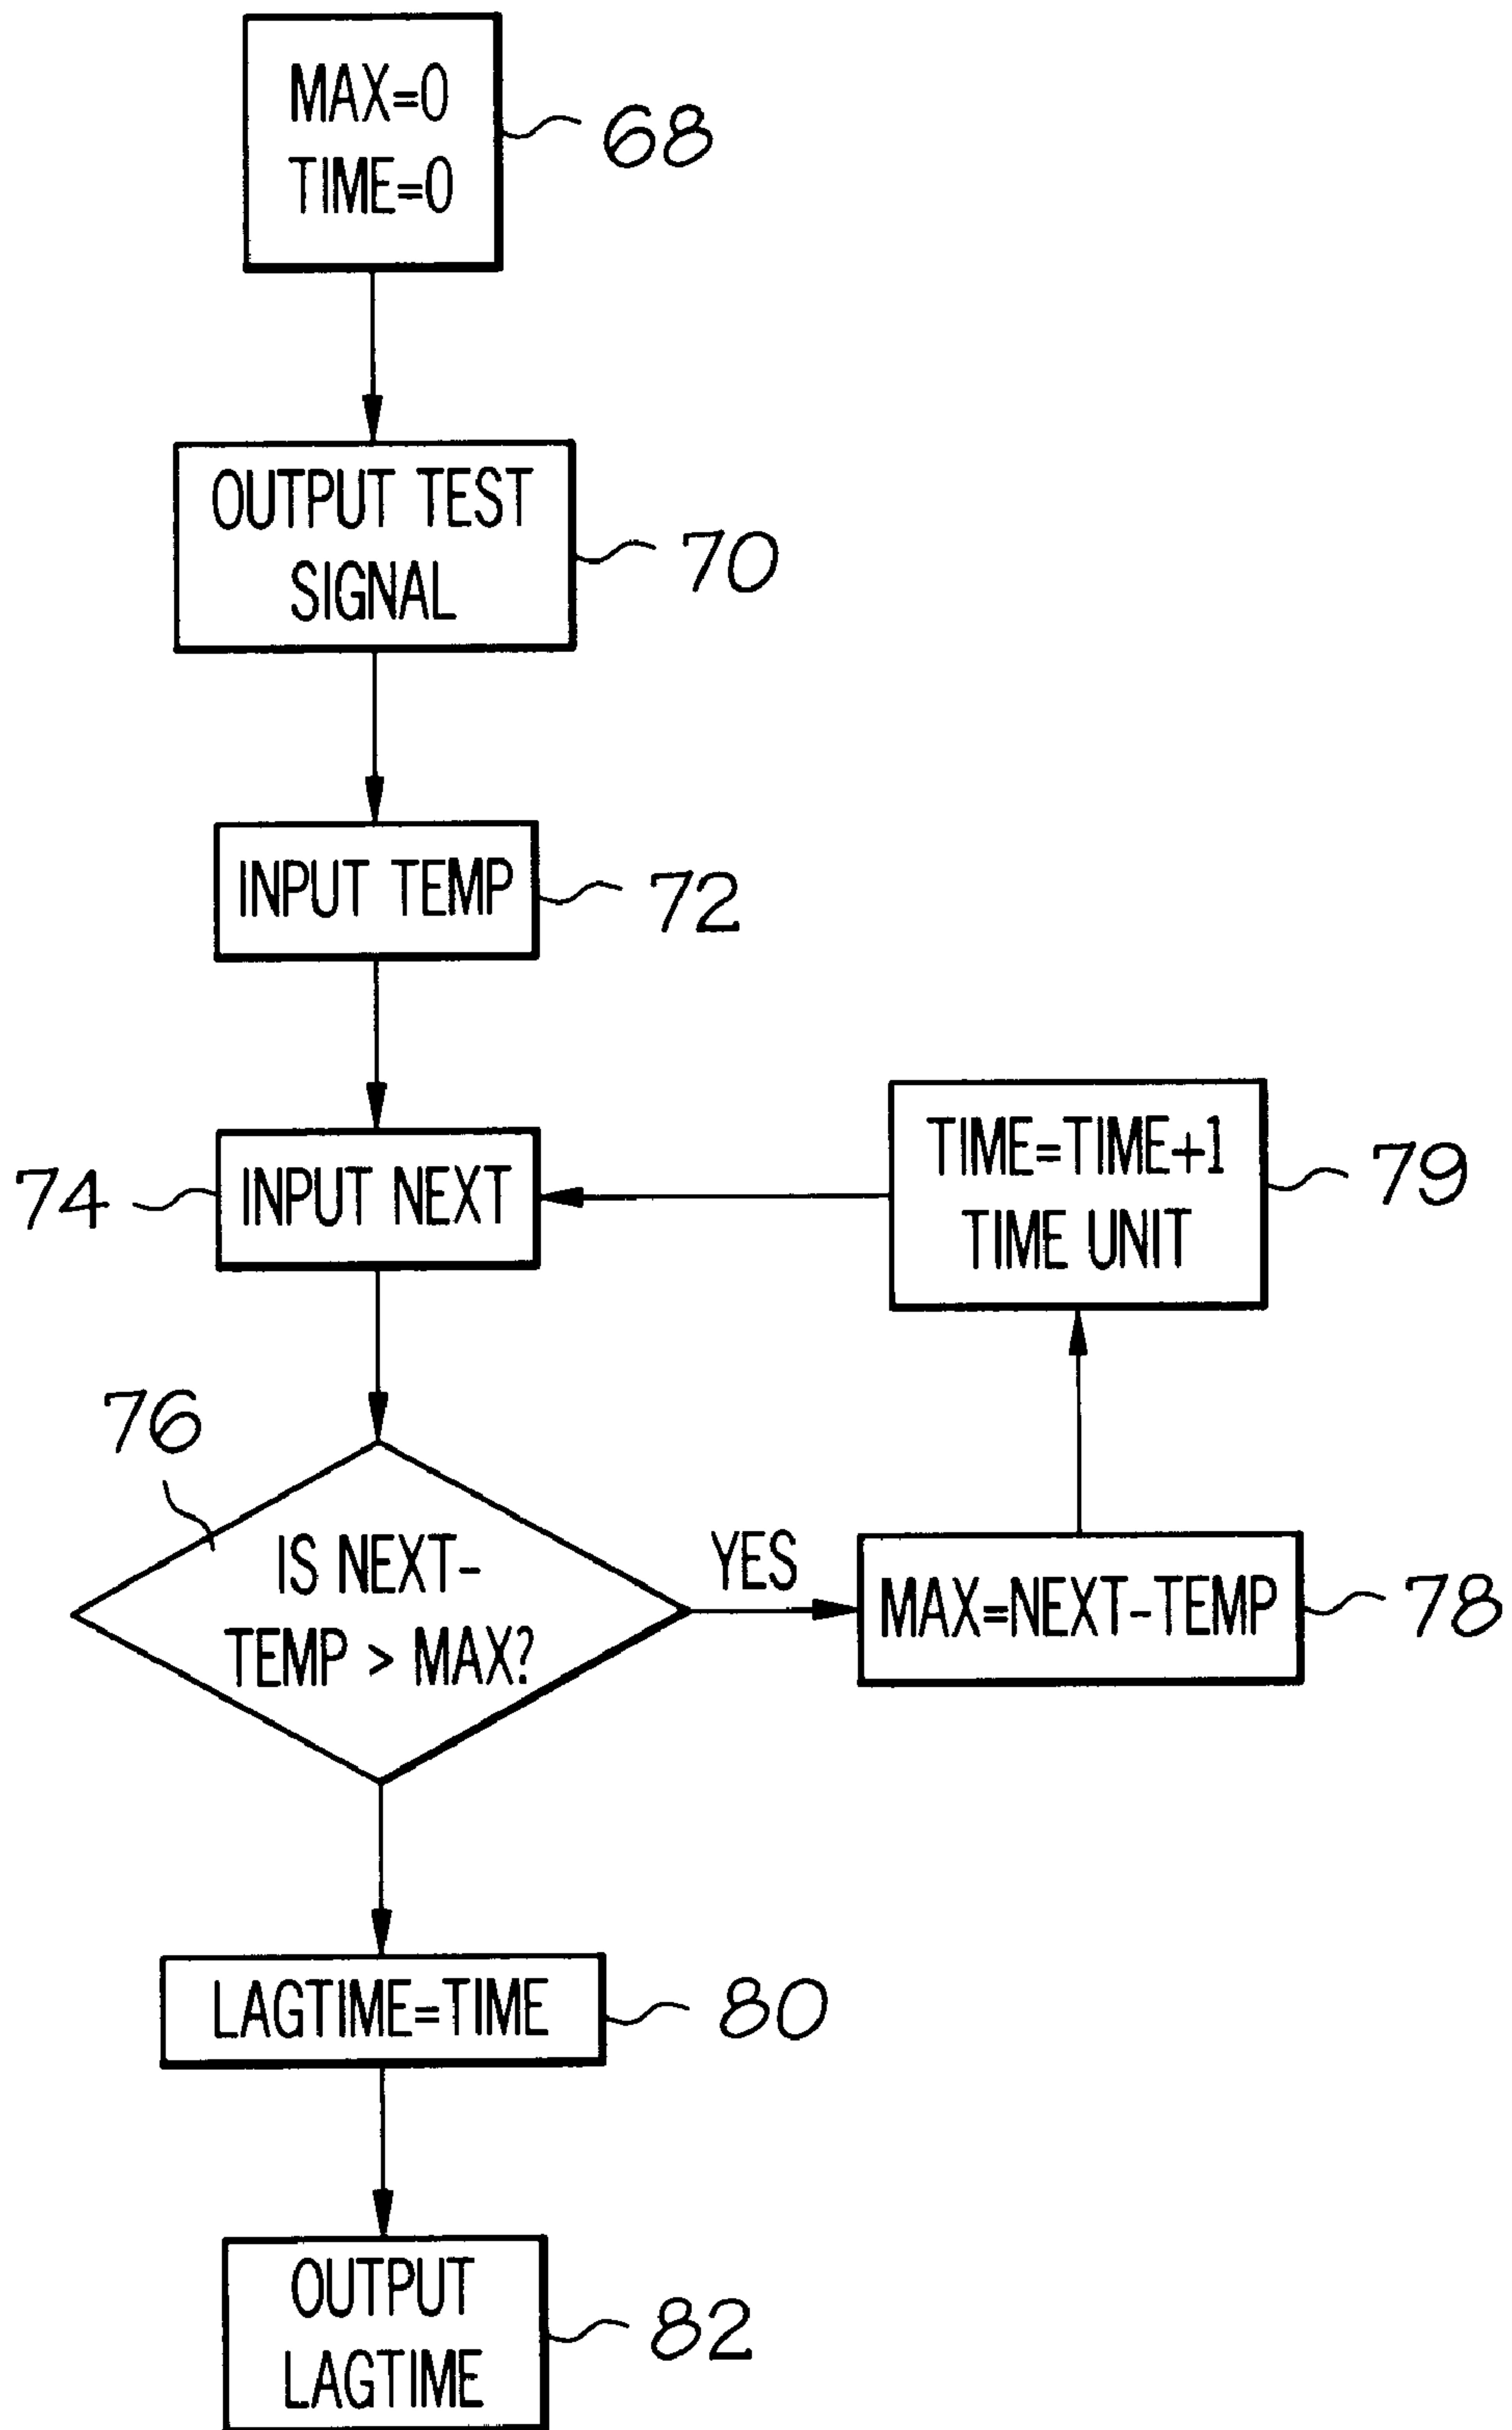 MAX=0
TIME=0
68
OUTPUT TEST
SIGNAL
70
INPUT TEMP
72
74
INPUT NEXT
TIME=TIME+1
TIME UNIT
79
76
IS NEXT-
TEMP > MAX?
YES
MAX=NEXT-TEMP
78
LAGTIME=TIME
80
OUTPUT
LAGTIME
82